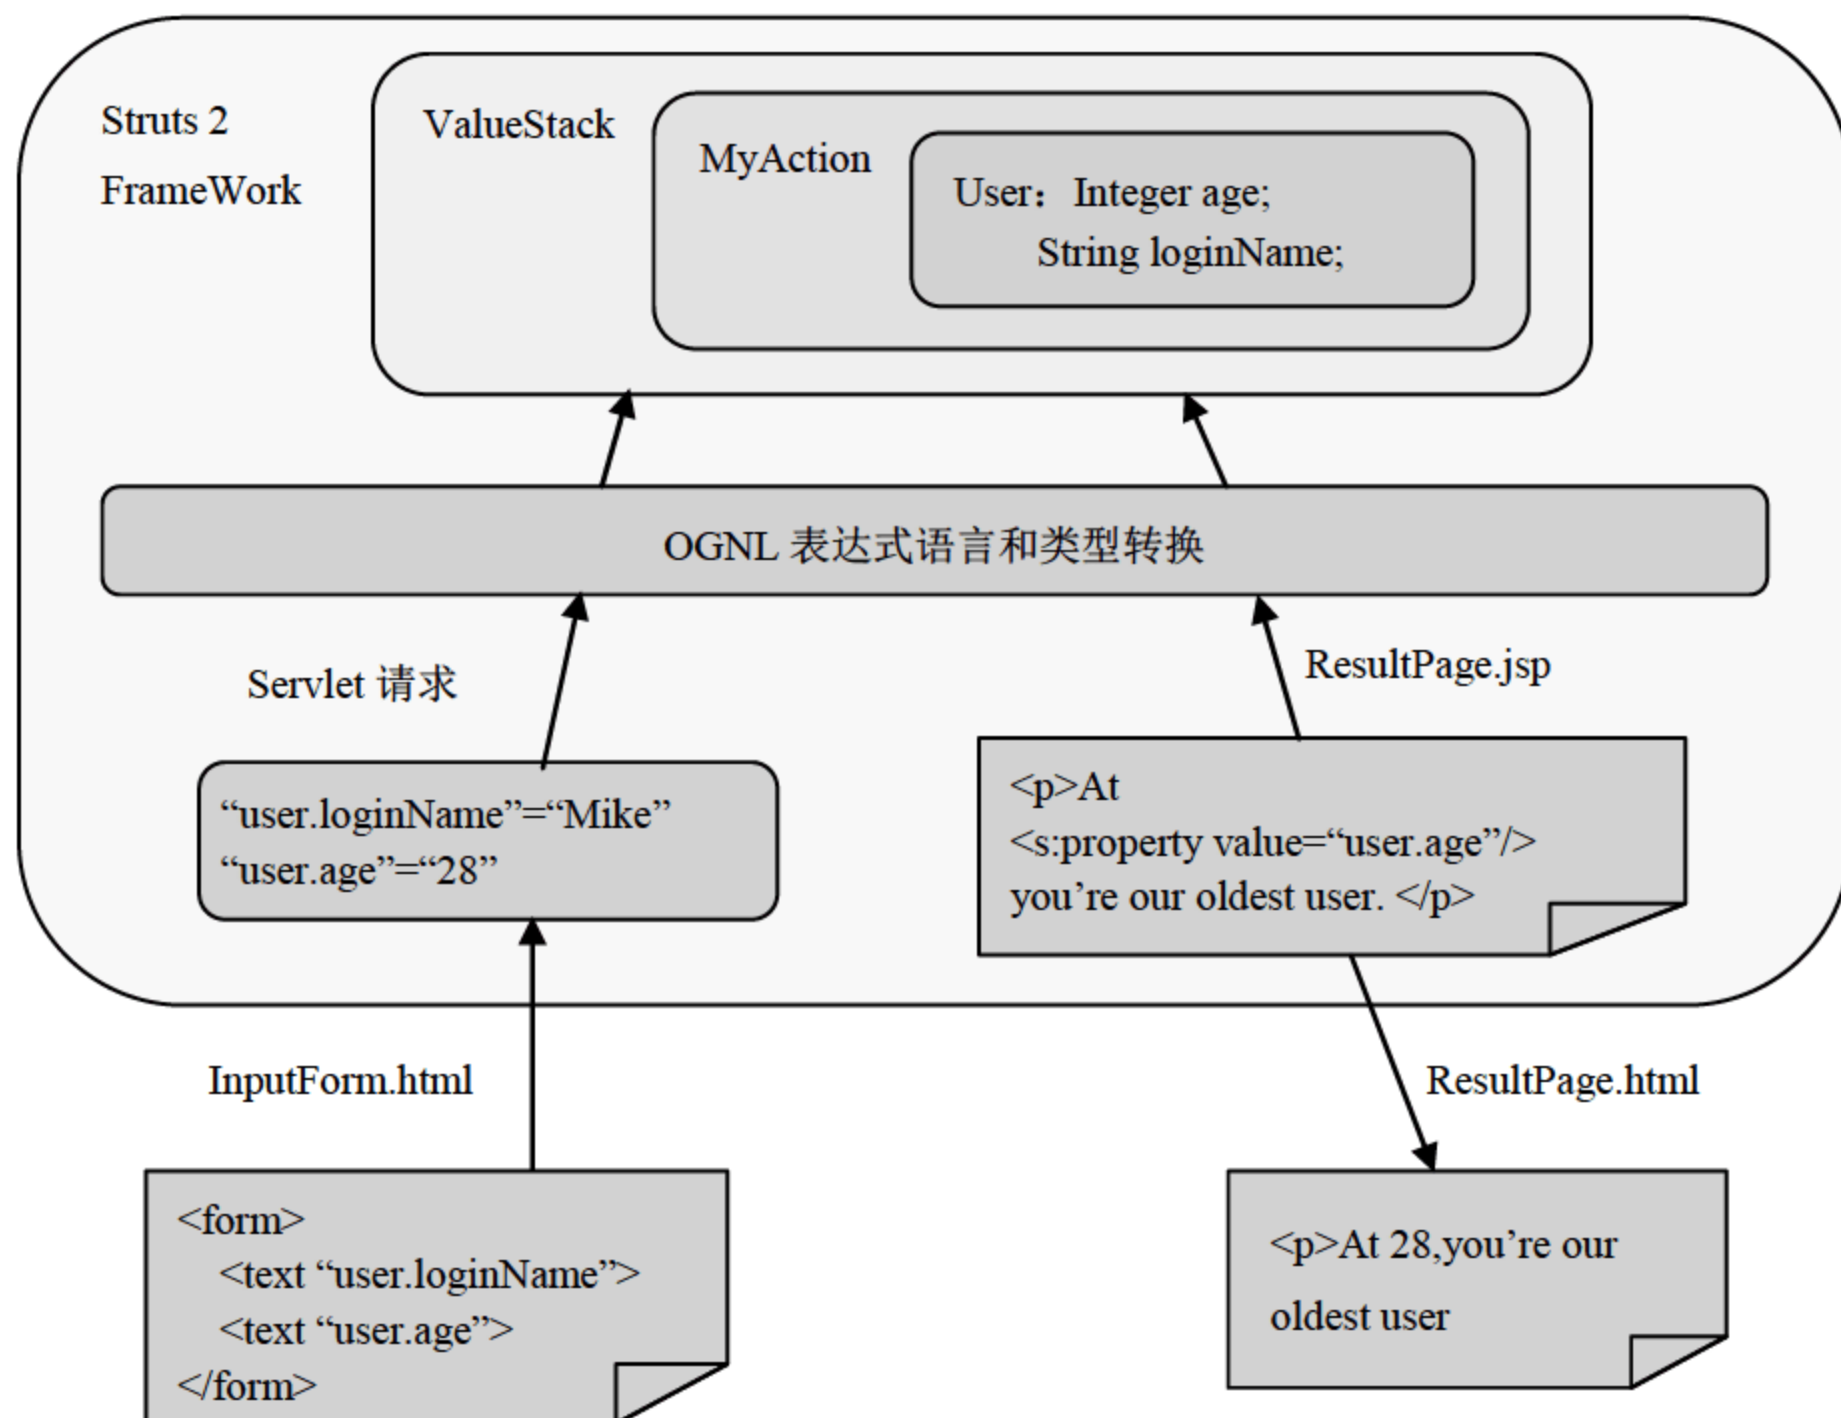 Struts 2
FrameWork
ValueStack
MyAction
User：Integer age;
String loginName;
OGNL 表达式语言和类型转换
Servlet 请求
ResultPage.jsp
“user.loginName”=“Mike”
“user.age”=“28”
<p>At
<s:property value=“user.age”/>
you’re our oldest user. </p>
InputForm.html
ResultPage.html
<form>
<text “user.loginName”>
<text “user.age”>
</form>
<p>At 28,you’re our
oldest user